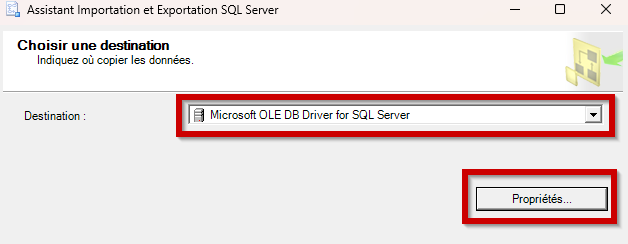 Assistant Importation et Exportation SQL Server
Choisir une destination
Indiquez où copier les données.
Destination :
Microsoft OLE DB Driver for SQL Server
Propriétés...